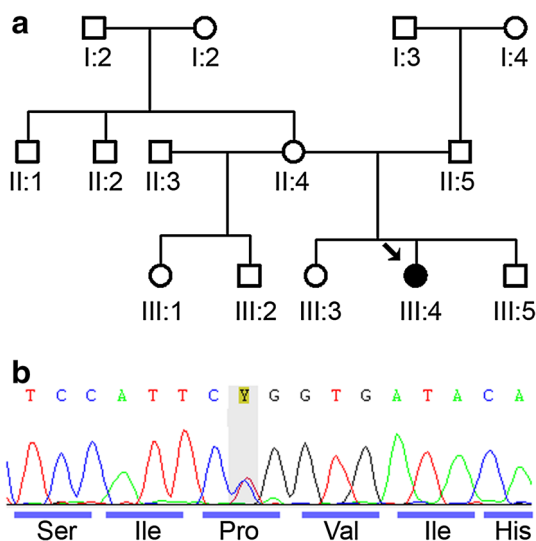 a
I:2 I:2 I:3 I:4
II:1 II:2 II:3 II:4 II:5
III:1 III:2 III:3 III:4 III:5
b
T C C A T T C Y G G T G A T A C A
Ser Ile Pro Val Ile His